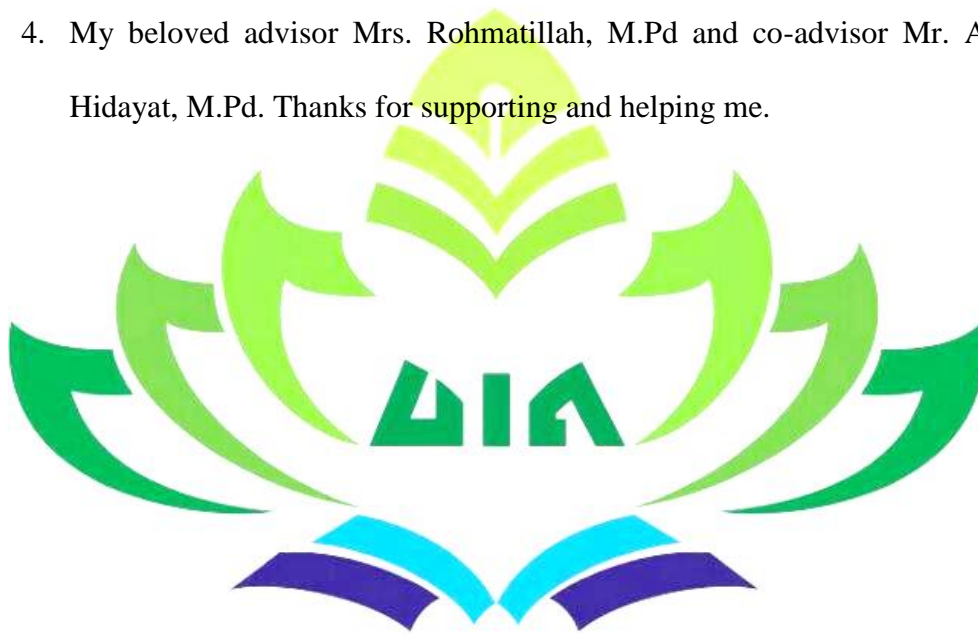 4. My beloved advisor Mrs. Rohmatillah, M.Pd and co-advisor Mr. A
Hidayat, M.Pd. Thanks for supporting and helping me.
UIN